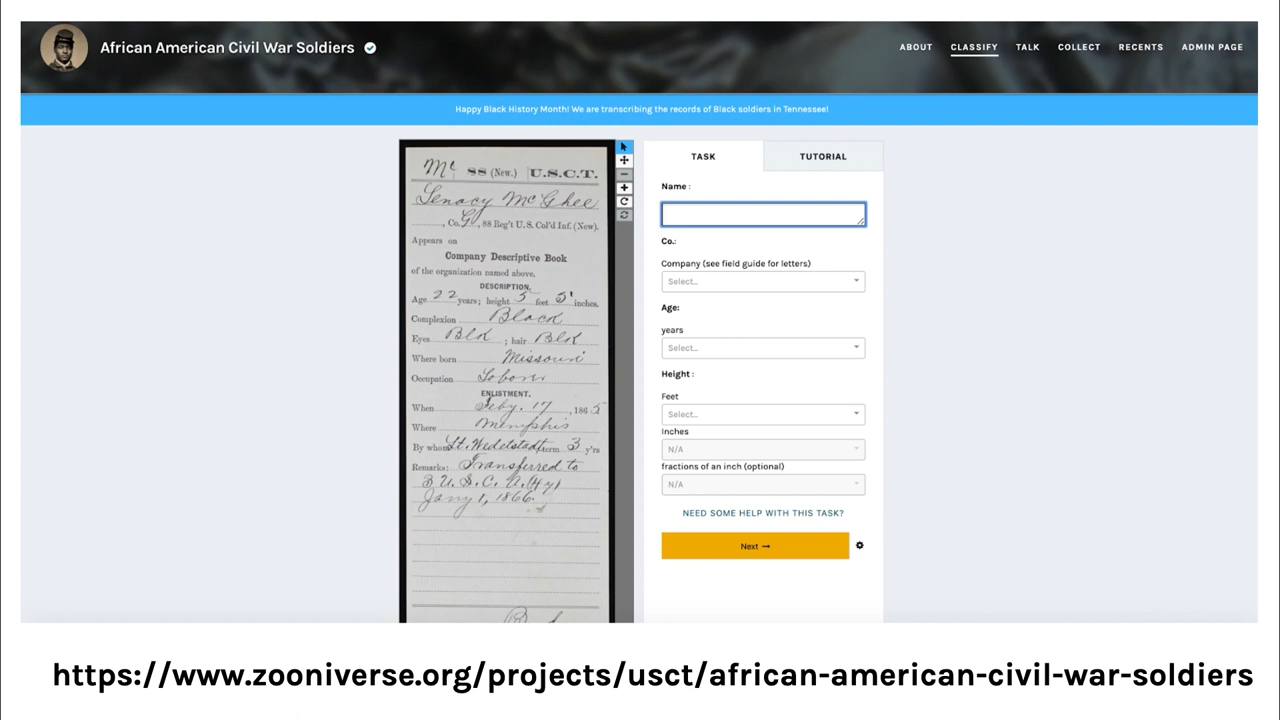 African American Civil War Soldiers
ABOUT CLASSIFY TALK COLLECT RECENTS ADMIN PAGE
Happy Black History Month! We are transcribing the records of Black soldiers in Tennessee!
Mc 88 (New.) U.S.C.T.
Lenacy McGhee
, Co. G, 88 Reg't U.S. Col'd Inf. (New).
Appears on
Company Descriptive Book
of the organization named above.
DESCRIPTION.
Age 22 years; height 5 feet 5 inches.
Complexion Black
Eyes Blk ; hair Blk
Where born Missouri
Occupation Laborer
ENLISTMENT.
When Feby. 17, 1865
Where Memphis
By whom Lt. Wedelstadt, term 3 y'rs
Remarks: Transferred to
3 U.S.C.A.(Hy)
Jany 1, 1866.
TASK TUTORIAL
Name :
Co.:
Company (see field guide for letters)
Select...
Age:
years
Select...
Height :
Feet
Select...
Inches
N/A
fractions of an inch (optional)
N/A
NEED SOME HELP WITH THIS TASK?
Next →
https://www.zooniverse.org/projects/usct/african-american-civil-war-soldiers